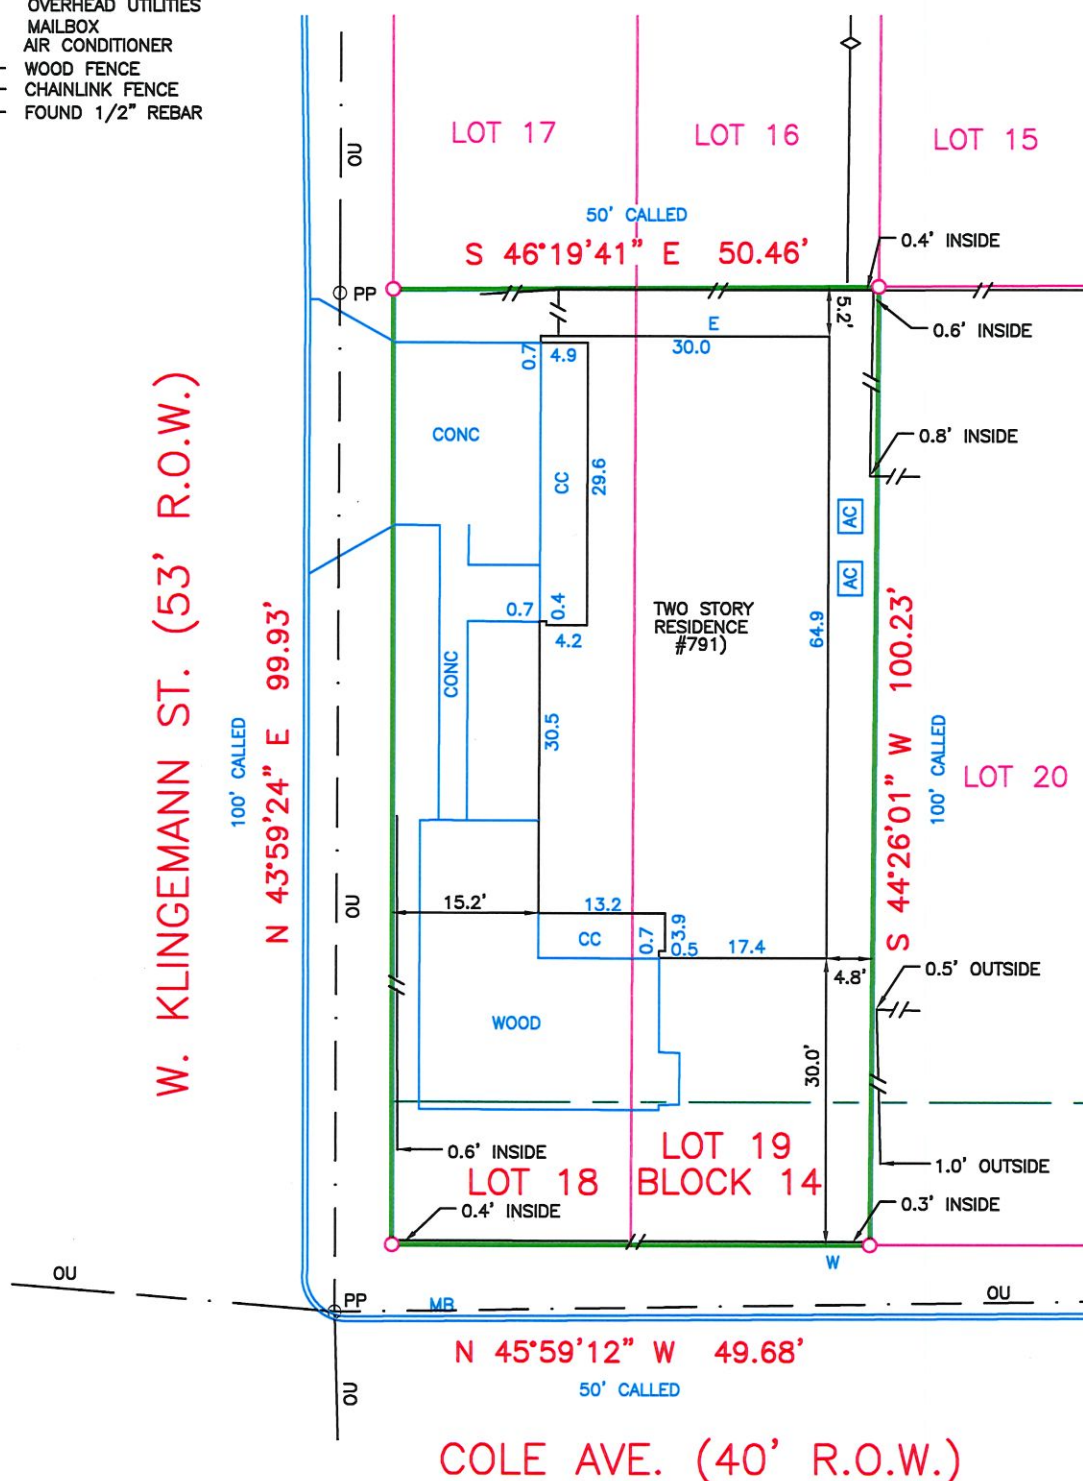 OVERHEAD UTILITIES
MAILBOX
AIR CONDITIONER
WOOD FENCE
CHAINLINK FENCE
FOUND 1/2" REBAR
OU
LOT 17
LOT 16
LOT 15
50' CALLED
S 46°19'41" E 50.46'
0.4' INSIDE
PP
5.2'
0.6' INSIDE
E
30.0
0.7
4.9
CONC
CC
29.6
0.8' INSIDE
AC
AC
W. KLINGEMANN ST. (53' R.O.W.)
100' CALLED
N 43°59'24" E 99.93'
0.7
0.4
4.2
TWO STORY
RESIDENCE
#791)
64.9
S 44°26'01" W 100.23'
100' CALLED
LOT 20
CONC
30.5
OU
15.2'
13.2
CC
0.7
3.9
0.5
17.4
4.8'
0.5' OUTSIDE
WOOD
30.0'
0.6' INSIDE
LOT 19
LOT 18
BLOCK 14
1.0' OUTSIDE
0.4' INSIDE
0.3' INSIDE
W
OU
PP
MB
OU
N 45°59'12" W 49.68'
50' CALLED
OU
COLE AVE. (40' R.O.W.)